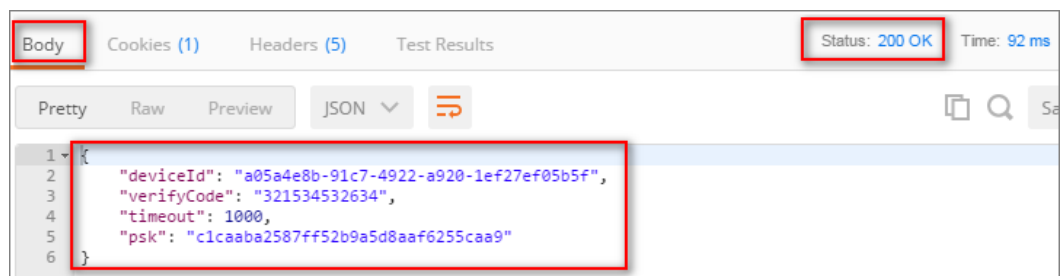 Body Cookies (1) Headers (5) Test Results Status: 200 OK Time: 92 ms
Pretty Raw Preview JSON Sa
1 {
2 "deviceId": "a05a4e8b-91c7-4922-a920-1ef27ef05b5f",
3 "verifyCode": "321534532634",
4 "timeout": 1000,
5 "psk": "c1caaba2587ff52b9a5d8aaf6255caa9"
6 }